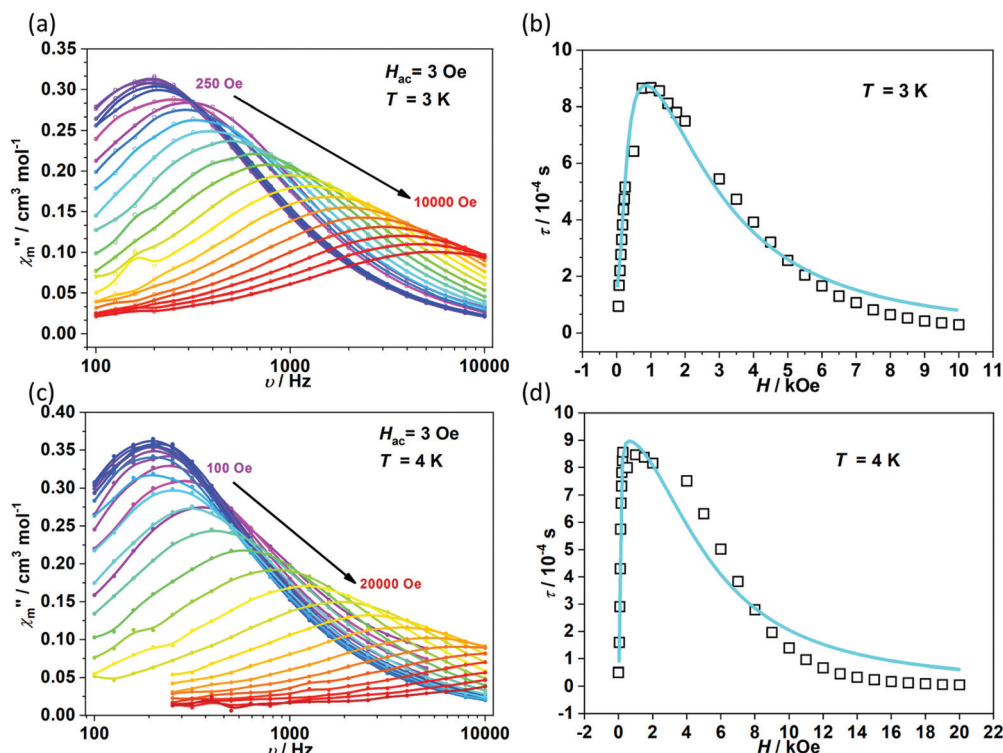 (a)
χm'' / cm3 mol-1
0.35
0.30
0.25
0.20
0.15
0.10
0.05
0.00
250 Oe
10000 Oe
Hac = 3 Oe
T = 3 K
100 1000 10000
υ / Hz
(b)
τ / 10-4 s
10
8
6
4
2
0
T = 3 K
-1 0 1 2 3 4 5 6 7 8 9 10 11
H / kOe
(c)
χm'' / cm3 mol-1
0.40
0.35
0.30
0.25
0.20
0.15
0.10
0.05
0.00
100 Oe
20000 Oe
Hac = 3 Oe
T = 4 K
100 1000 10000
υ / Hz
(d)
τ / 10-4 s
10
9
8
7
6
5
4
3
2
1
0
-1
T = 4 K
-2 0 2 4 6 8 10 12 14 16 18 20 22
H / kOe